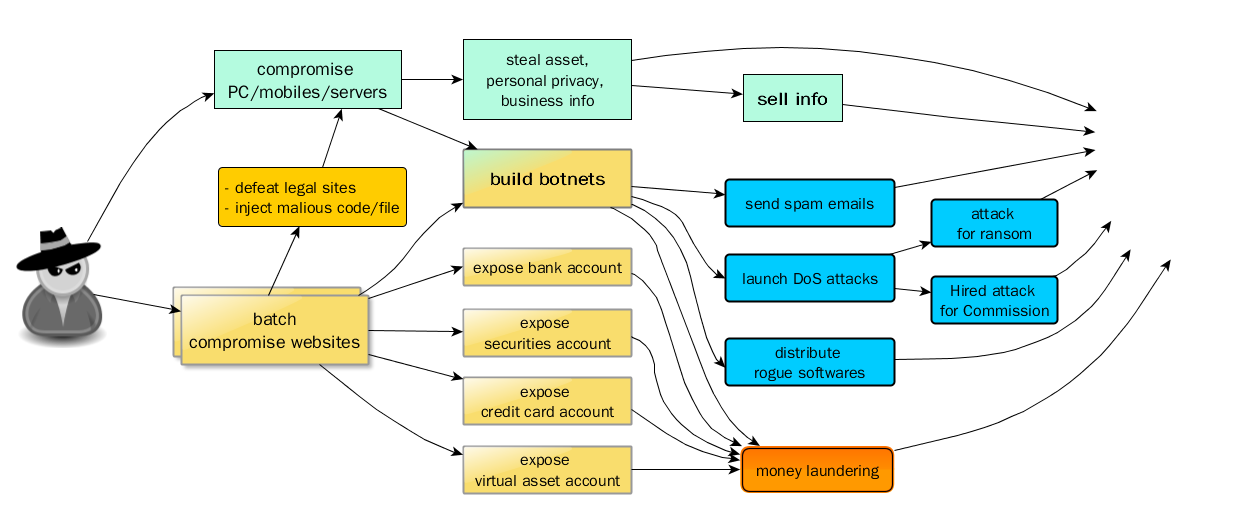 compromise
PC/mobiles/servers
steal asset,
personal privacy,
business info
sell info
- defeat legal sites
- inject malious code/file
build botnets
send spam emails
attack
for ransom
expose bank account
launch DoS attacks
Hired attack
for Commission
batch
compromise websites
expose
securities account
distribute
rogue softwares
expose
credit card account
expose
virtual asset account
money laundering